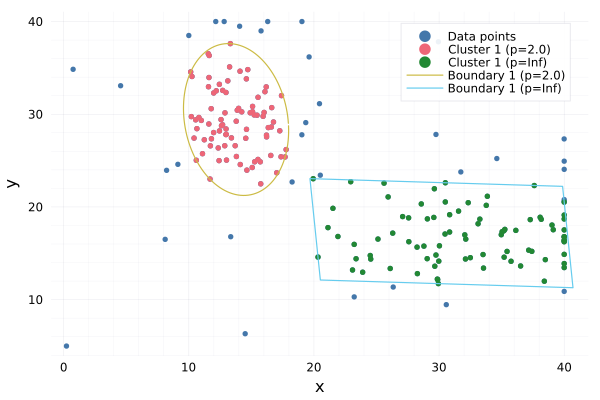 40
30
20
10
0
10
20
30
40
x
y
Data points
Cluster 1 (p=2.0)
Cluster 1 (p=Inf)
Boundary 1 (p=2.0)
Boundary 1 (p=Inf)